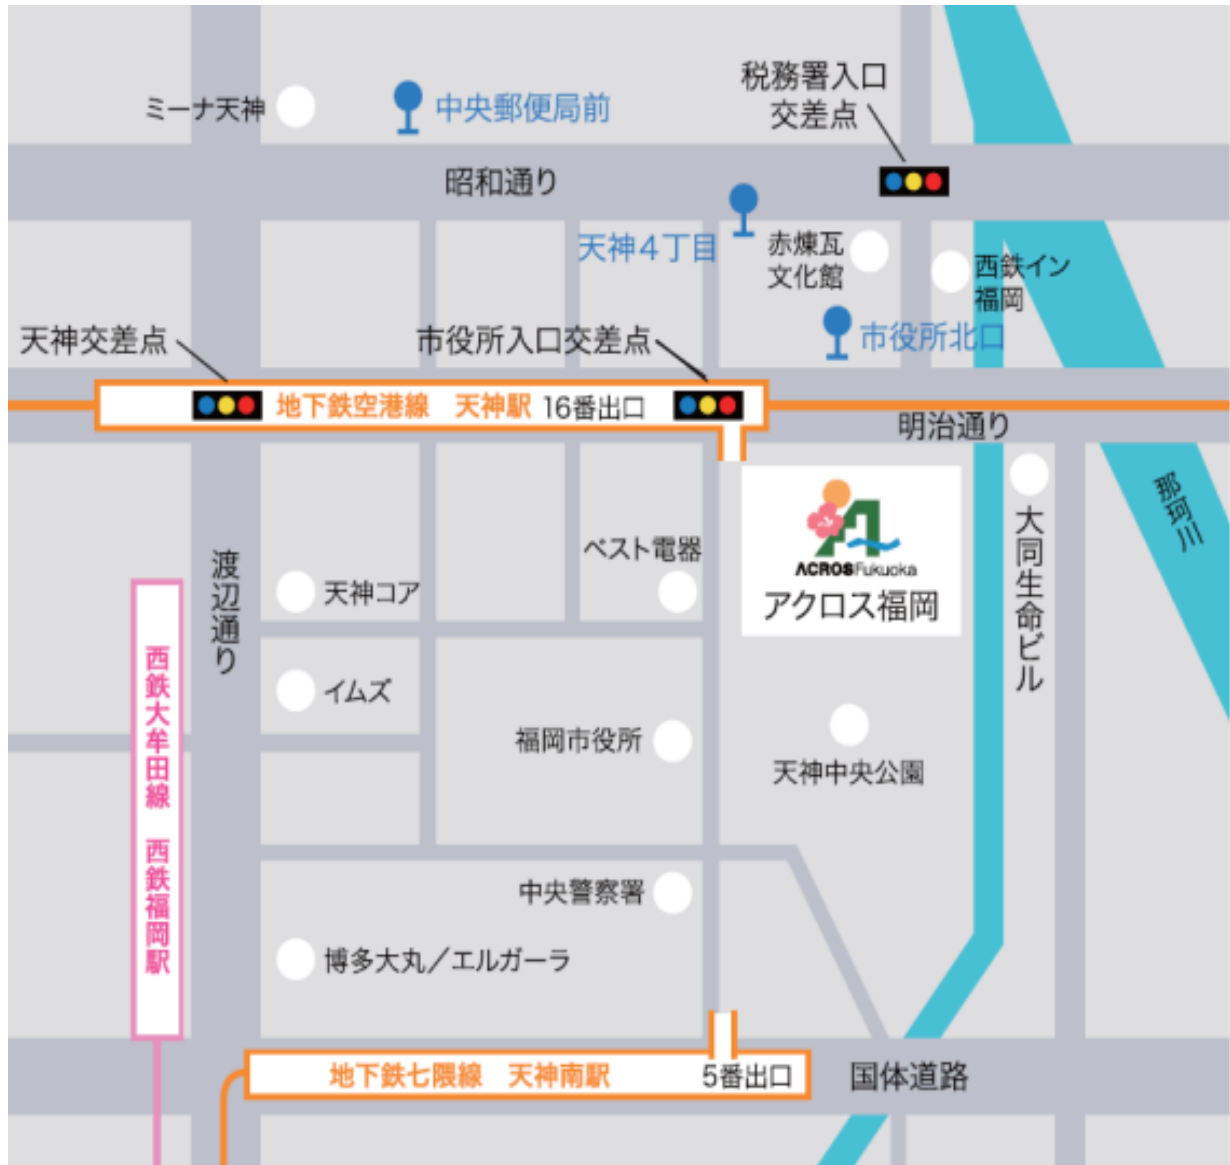 ミーナ天神
中央郵便局前
税務署入口
交差点
昭和通り
天神4丁目
赤煉瓦
文化館
西鉄イン
福岡
市役所北口
天神交差点
市役所入口交差点
地下鉄空港線 天神駅 16番出口
明治通り
那珂川
ACROS Fukuoka
アクロス福岡
大同生命ビル
ベスト電器
天神コア
渡辺通り
イムズ
西鉄大牟田線 西鉄福岡駅
福岡市役所
天神中央公園
中央警察署
博多大丸／エルガーラ
地下鉄七隈線 天神南駅 5番出口
国体道路